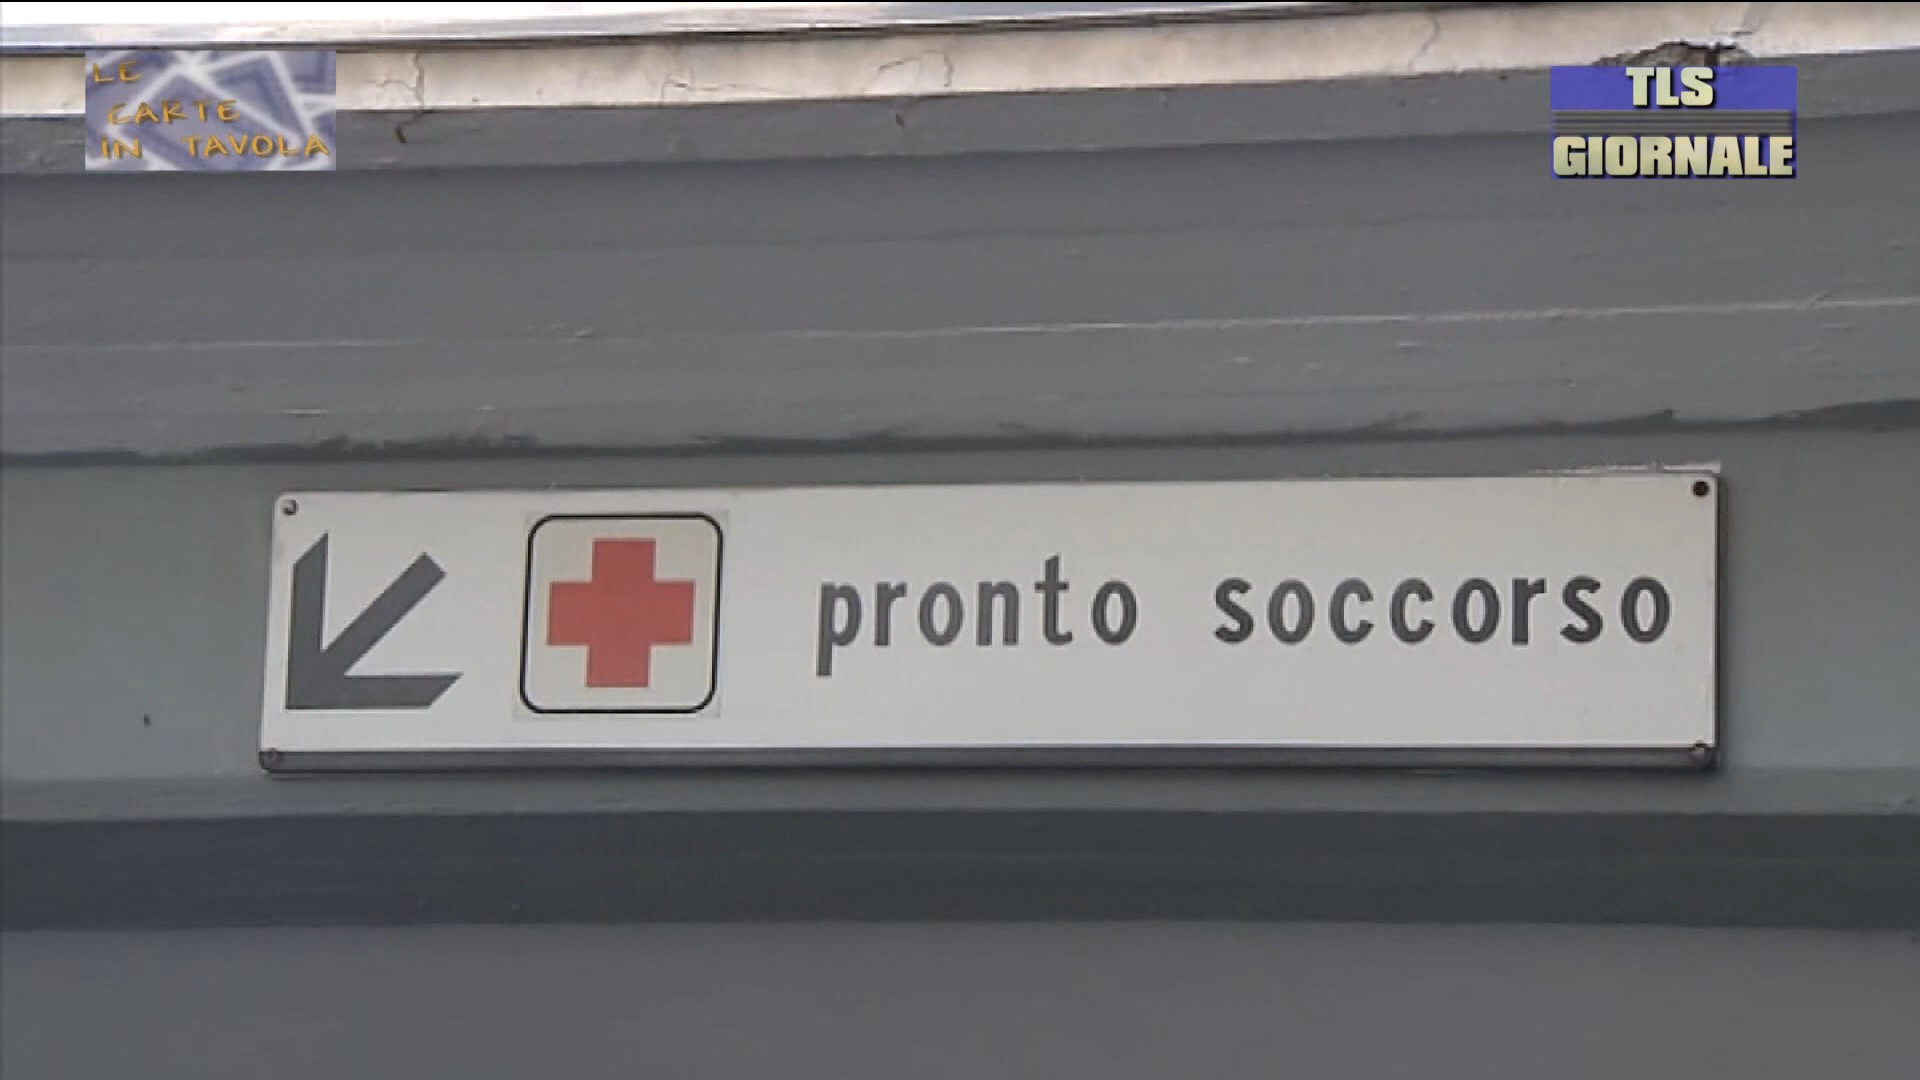 LE
CARTE
IN TAVOLA
TLS
GIORNALE
pronto soccorso